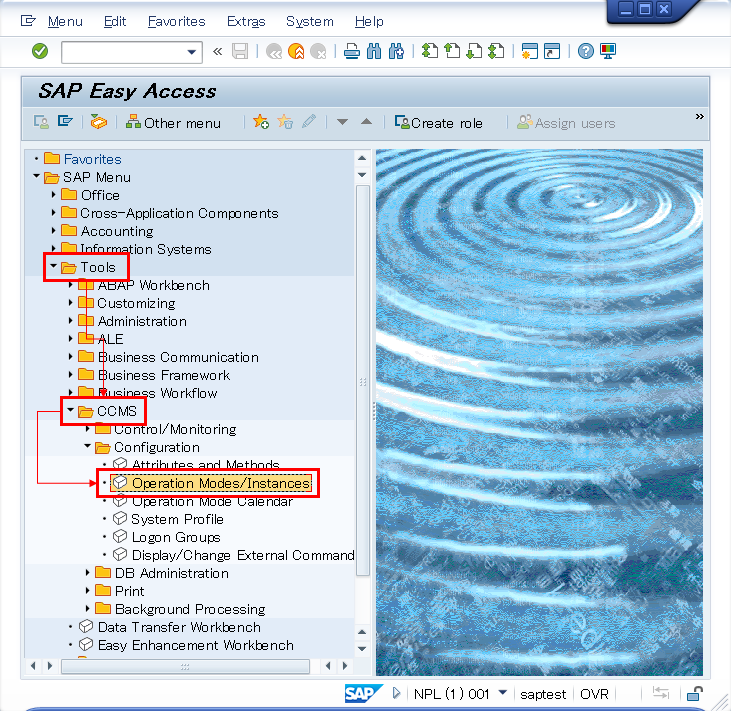 Menu Edit Favorites Extras System Help
SAP Easy Access
Other menu Create role Assign users
Favorites
SAP Menu
Office
Cross-Application Components
Accounting
Information Systems
Tools
ABAP Workbench
Customizing
Administration
ALE
Business Communication
Business Framework
Business Workflow
CCMS
Control/Monitoring
Configuration
Attributes and Methods
Operation Modes/Instances
Operation Mode Calendar
System Profile
Logon Groups
Display/Change External Command
DB Administration
Print
Background Processing
Data Transfer Workbench
Easy Enhancement Workbench
SAP NPL (1) 001 saptest OVR